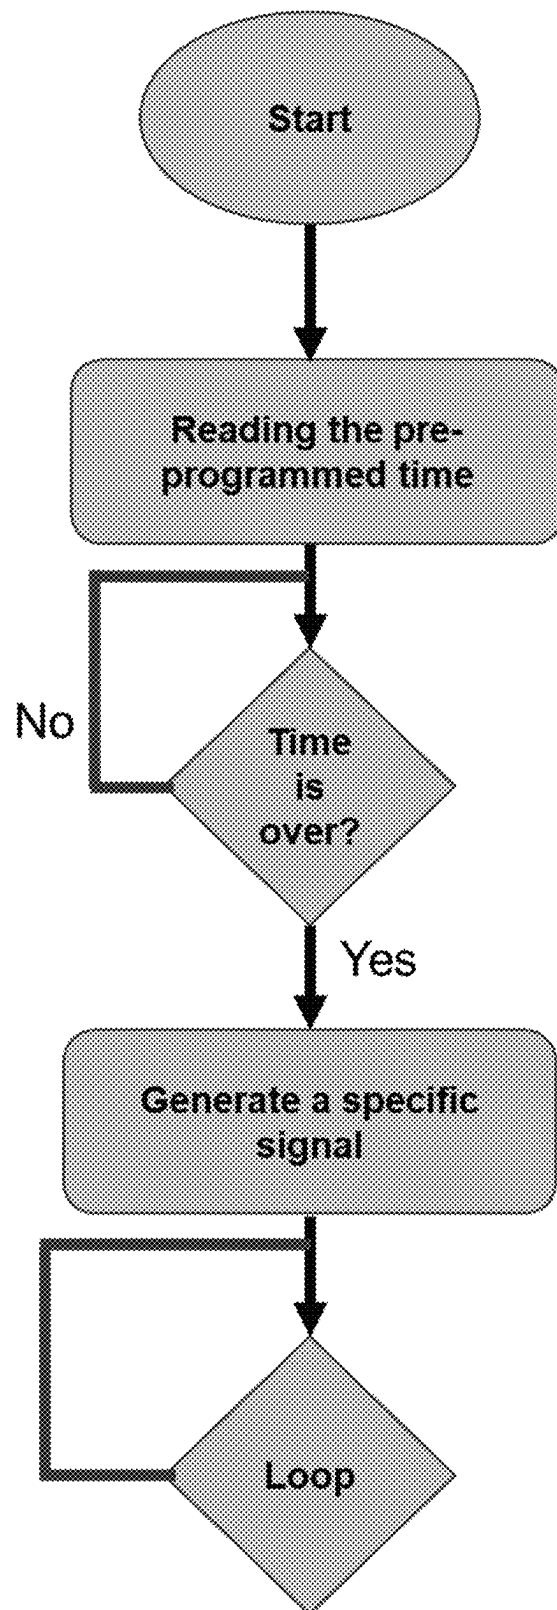 Start
Reading the pre-
programmed time
No
Time
is
over?
Yes
Generate a specific
signal
Loop